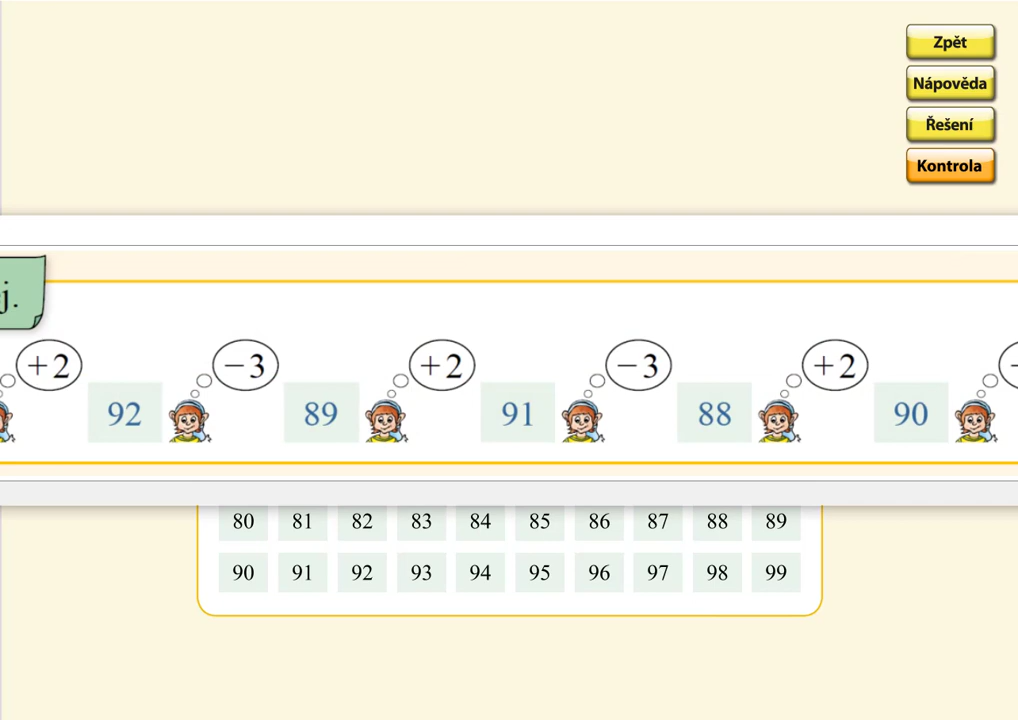 Zpět
Nápověda
Řešení
Kontrola
j.
+2 −3 +2 −3 +2
92 89 91 88 90
80 81 82 83 84 85 86 87 88 89
90 91 92 93 94 95 96 97 98 99